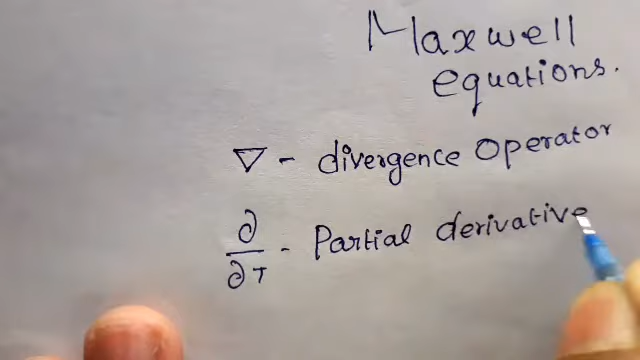 Maxwell
equations.
∇ - divergence Operator
∂/∂T - Partial derivative